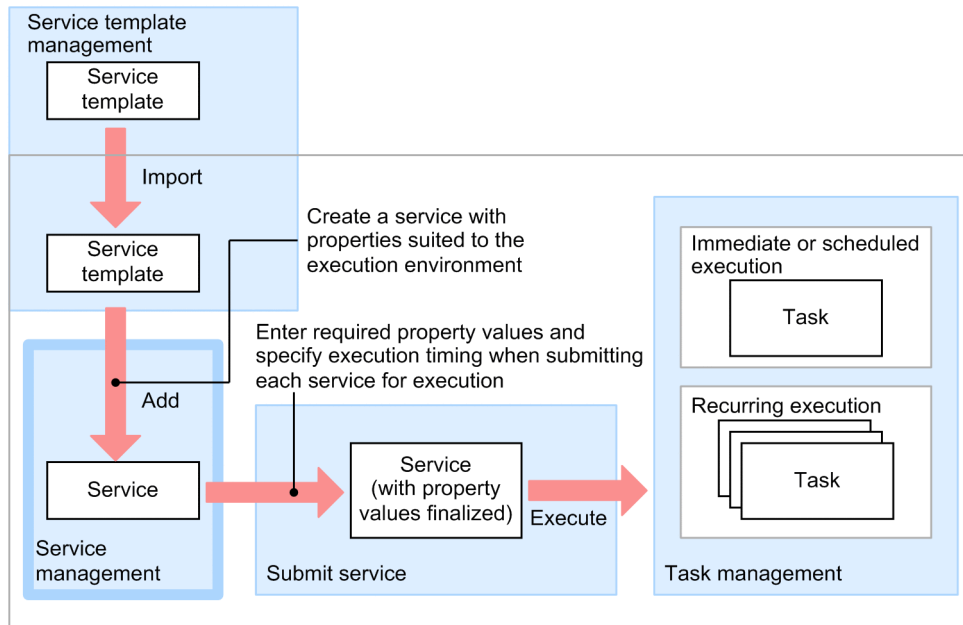 Service template
management
Service
template
Import
Service
template
Create a service with
properties suited to the
execution environment
Enter required property values and
specify execution timing when submitting
each service for execution
Add
Service
Service
management
Service
(with property
values finalized)
Execute
Submit service
Immediate or scheduled
execution
Task
Recurring execution
Task
Task management